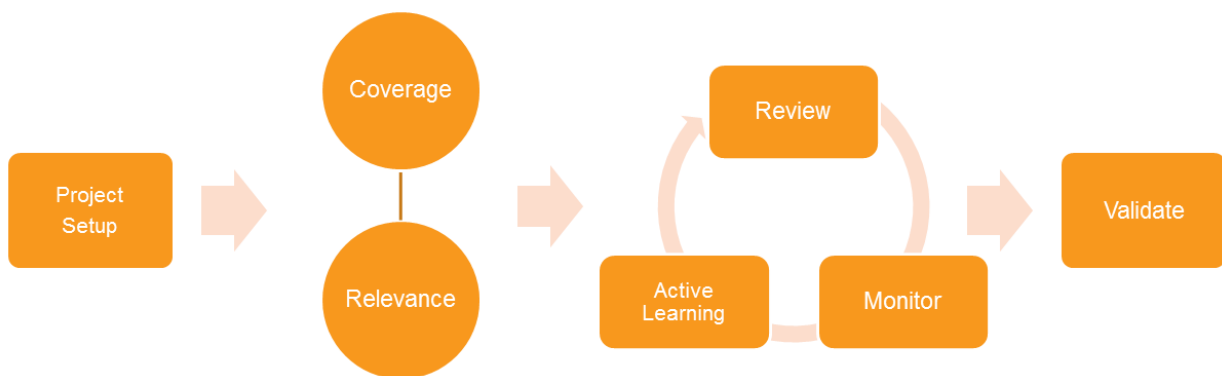 Project
Setup
Coverage
Relevance
Review
Monitor
Active
Learning
Validate